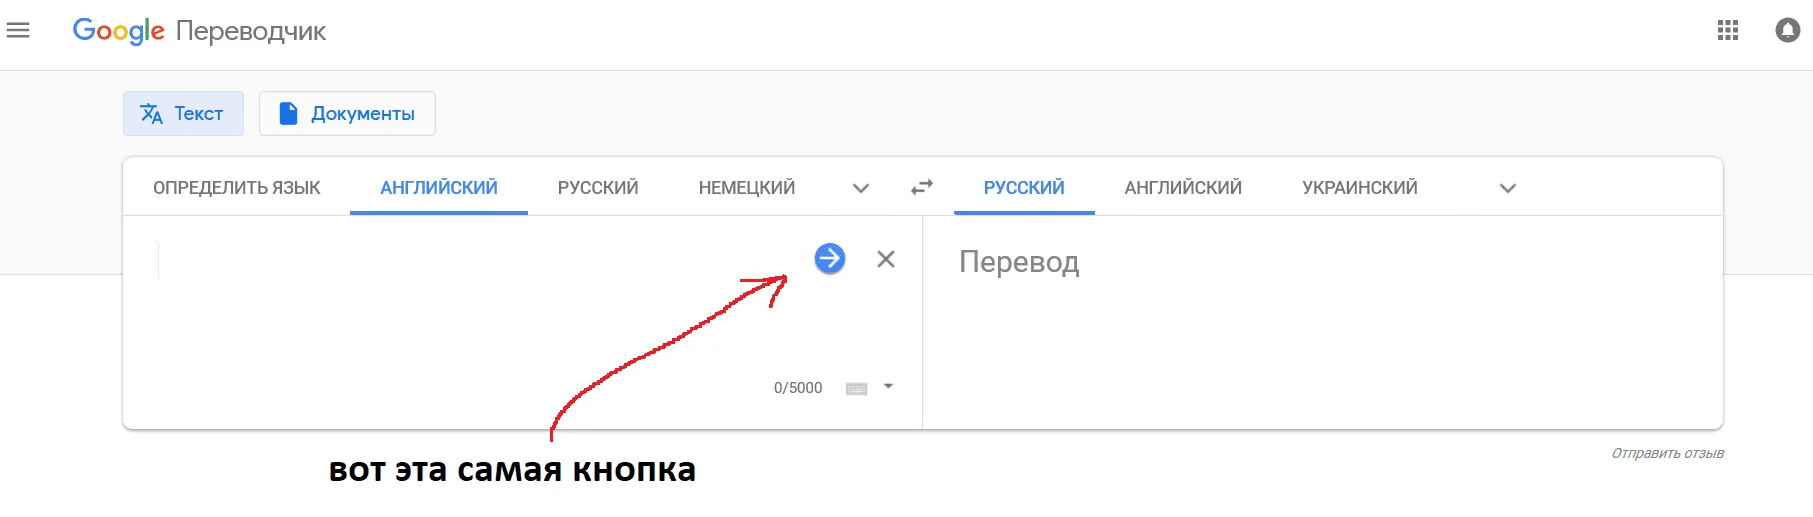 Google Переводчик
Текст
Документы
ОПРЕДЕЛИТЬ ЯЗЫК АНГЛИЙСКИЙ РУССКИЙ НЕМЕЦКИЙ РУССКИЙ АНГЛИЙСКИЙ УКРАИНСКИЙ
Перевод
0/5000
Отправить отзыв
вот эта самая кнопка